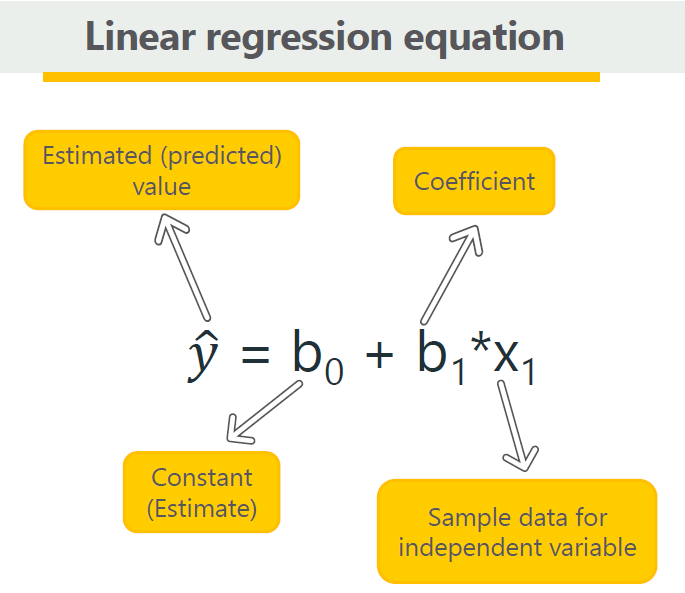 Linear regression equation
Estimated (predicted)
value
Coefficient
ŷ = b₀ + b₁*x₁
Constant
(Estimate)
Sample data for
independent variable